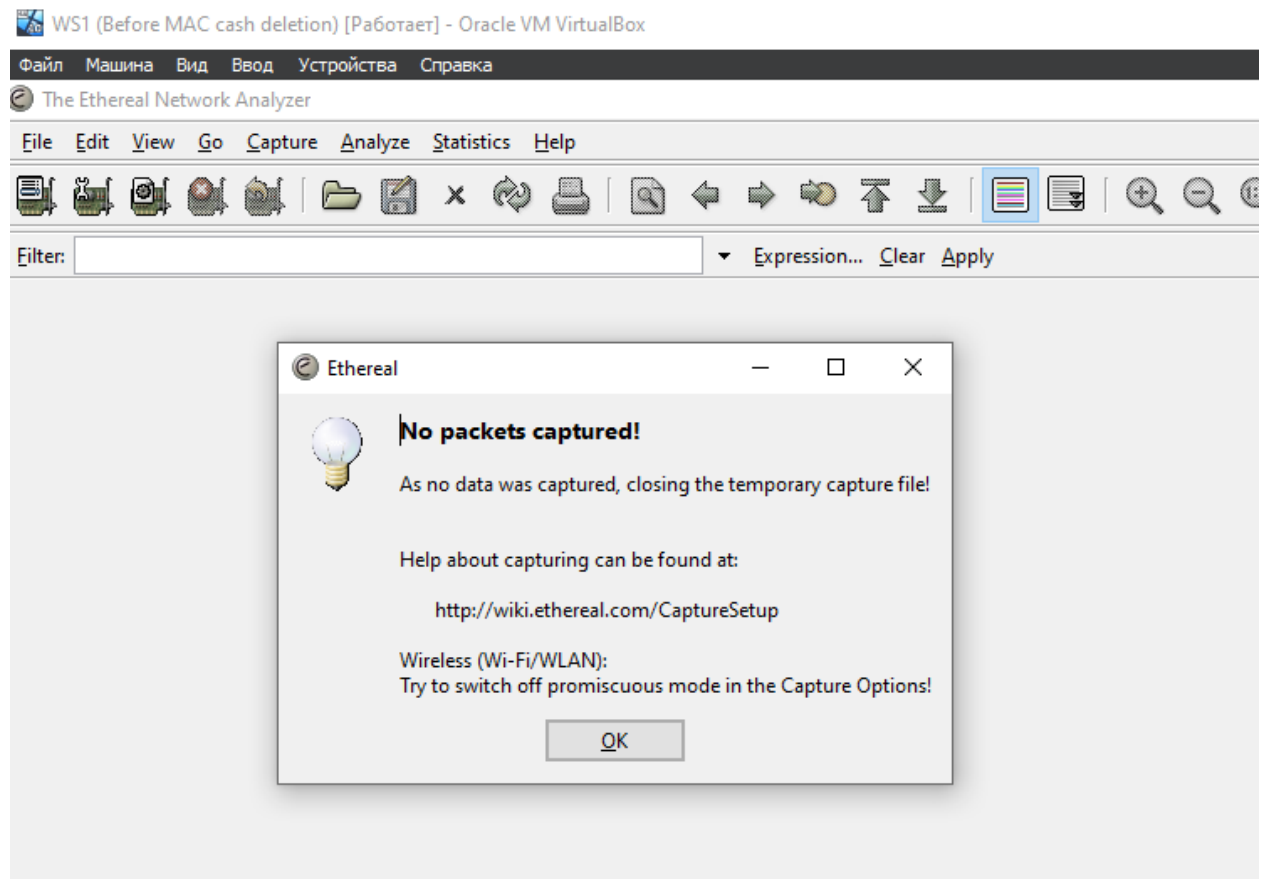 WS1 (Before MAC cash deletion) [Работает] - Oracle VM VirtualBox
Файл Машина Вид Ввод Устройства Справка
The Ethereal Network Analyzer
File Edit View Go Capture Analyze Statistics Help
Filter: Expression... Clear Apply
Ethereal
No packets captured!
As no data was captured, closing the temporary capture file!
Help about capturing can be found at:
http://wiki.ethereal.com/CaptureSetup
Wireless (Wi-Fi/WLAN):
Try to switch off promiscuous mode in the Capture Options!
OK